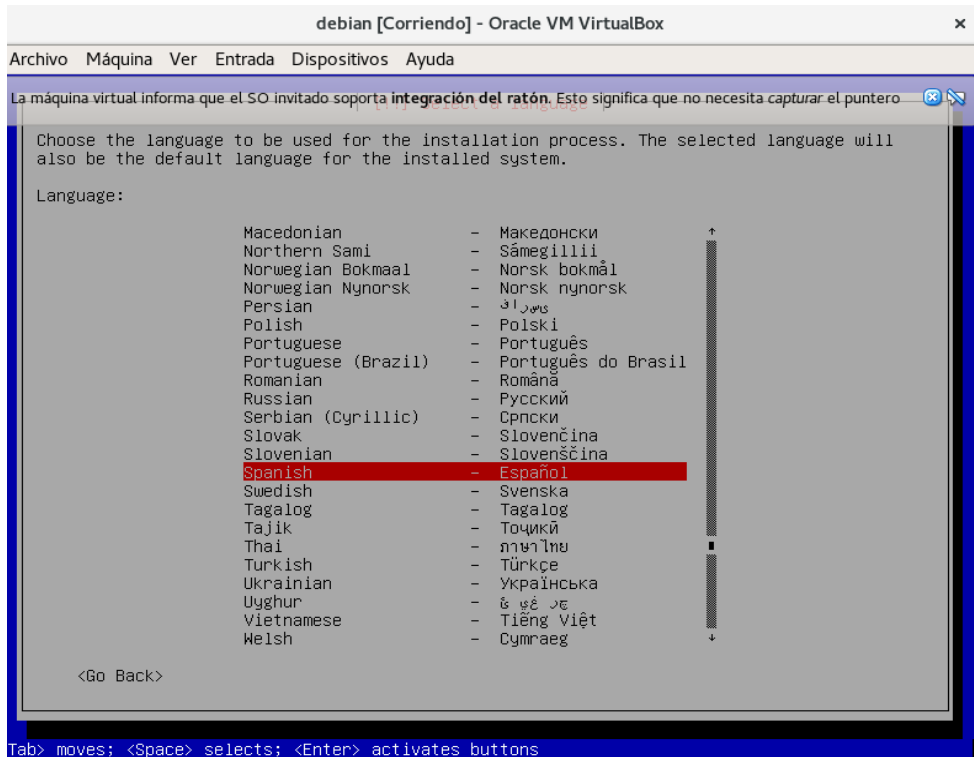 debian [Corriendo] - Oracle VM VirtualBox
Archivo Máquina Ver Entrada Dispositivos Ayuda
La máquina virtual informa que el SO invitado soporta integración del ratón. Esto significa que no necesita capturar el puntero
[!!] Select a language
Choose the language to be used for the installation process. The selected language will
also be the default language for the installed system.
Language:
Macedonian - Македонски
Northern Sami - Sámegillii
Norwegian Bokmaal - Norsk bokmål
Norwegian Nynorsk - Norsk nynorsk
Persian - فارسی
Polish - Polski
Portuguese - Português
Portuguese (Brazil) - Português do Brasil
Romanian - Română
Russian - Русский
Serbian (Cyrillic) - Српски
Slovak - Slovenčina
Slovenian - Slovenščina
Spanish - Español
Swedish - Svenska
Tagalog - Tagalog
Tajik - Тоҷикӣ
Thai - ภาษาไทย
Turkish - Türkçe
Ukrainian - Українська
Uyghur -
Vietnamese - Tiếng Việt
Welsh - Cymraeg
<Go Back>
Tab> moves; <Space> selects; <Enter> activates buttons